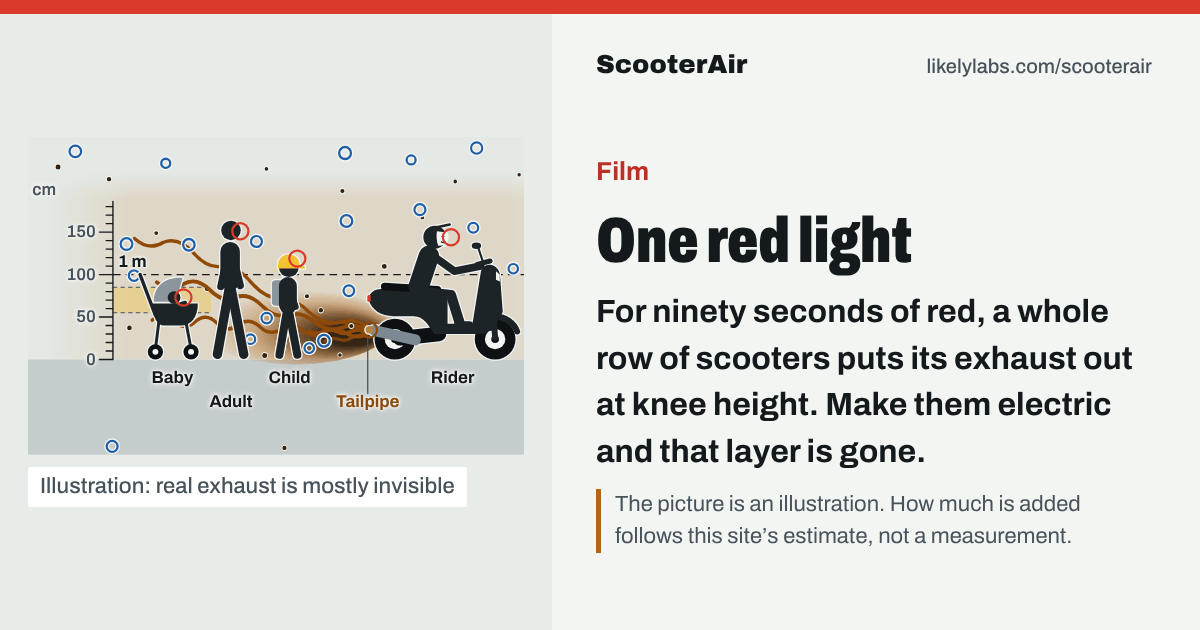 ScooterAir
likelylabs.com/scooterair
cm
150
1 m
100
50
0
Baby
Child
Rider
Adult
Tailpipe
Illustration: real exhaust is mostly invisible
Film
One red light
For ninety seconds of red, a whole
row of scooters puts its exhaust out
at knee height. Make them electric
and that layer is gone.
The picture is an illustration. How much is added
follows this site’s estimate, not a measurement.